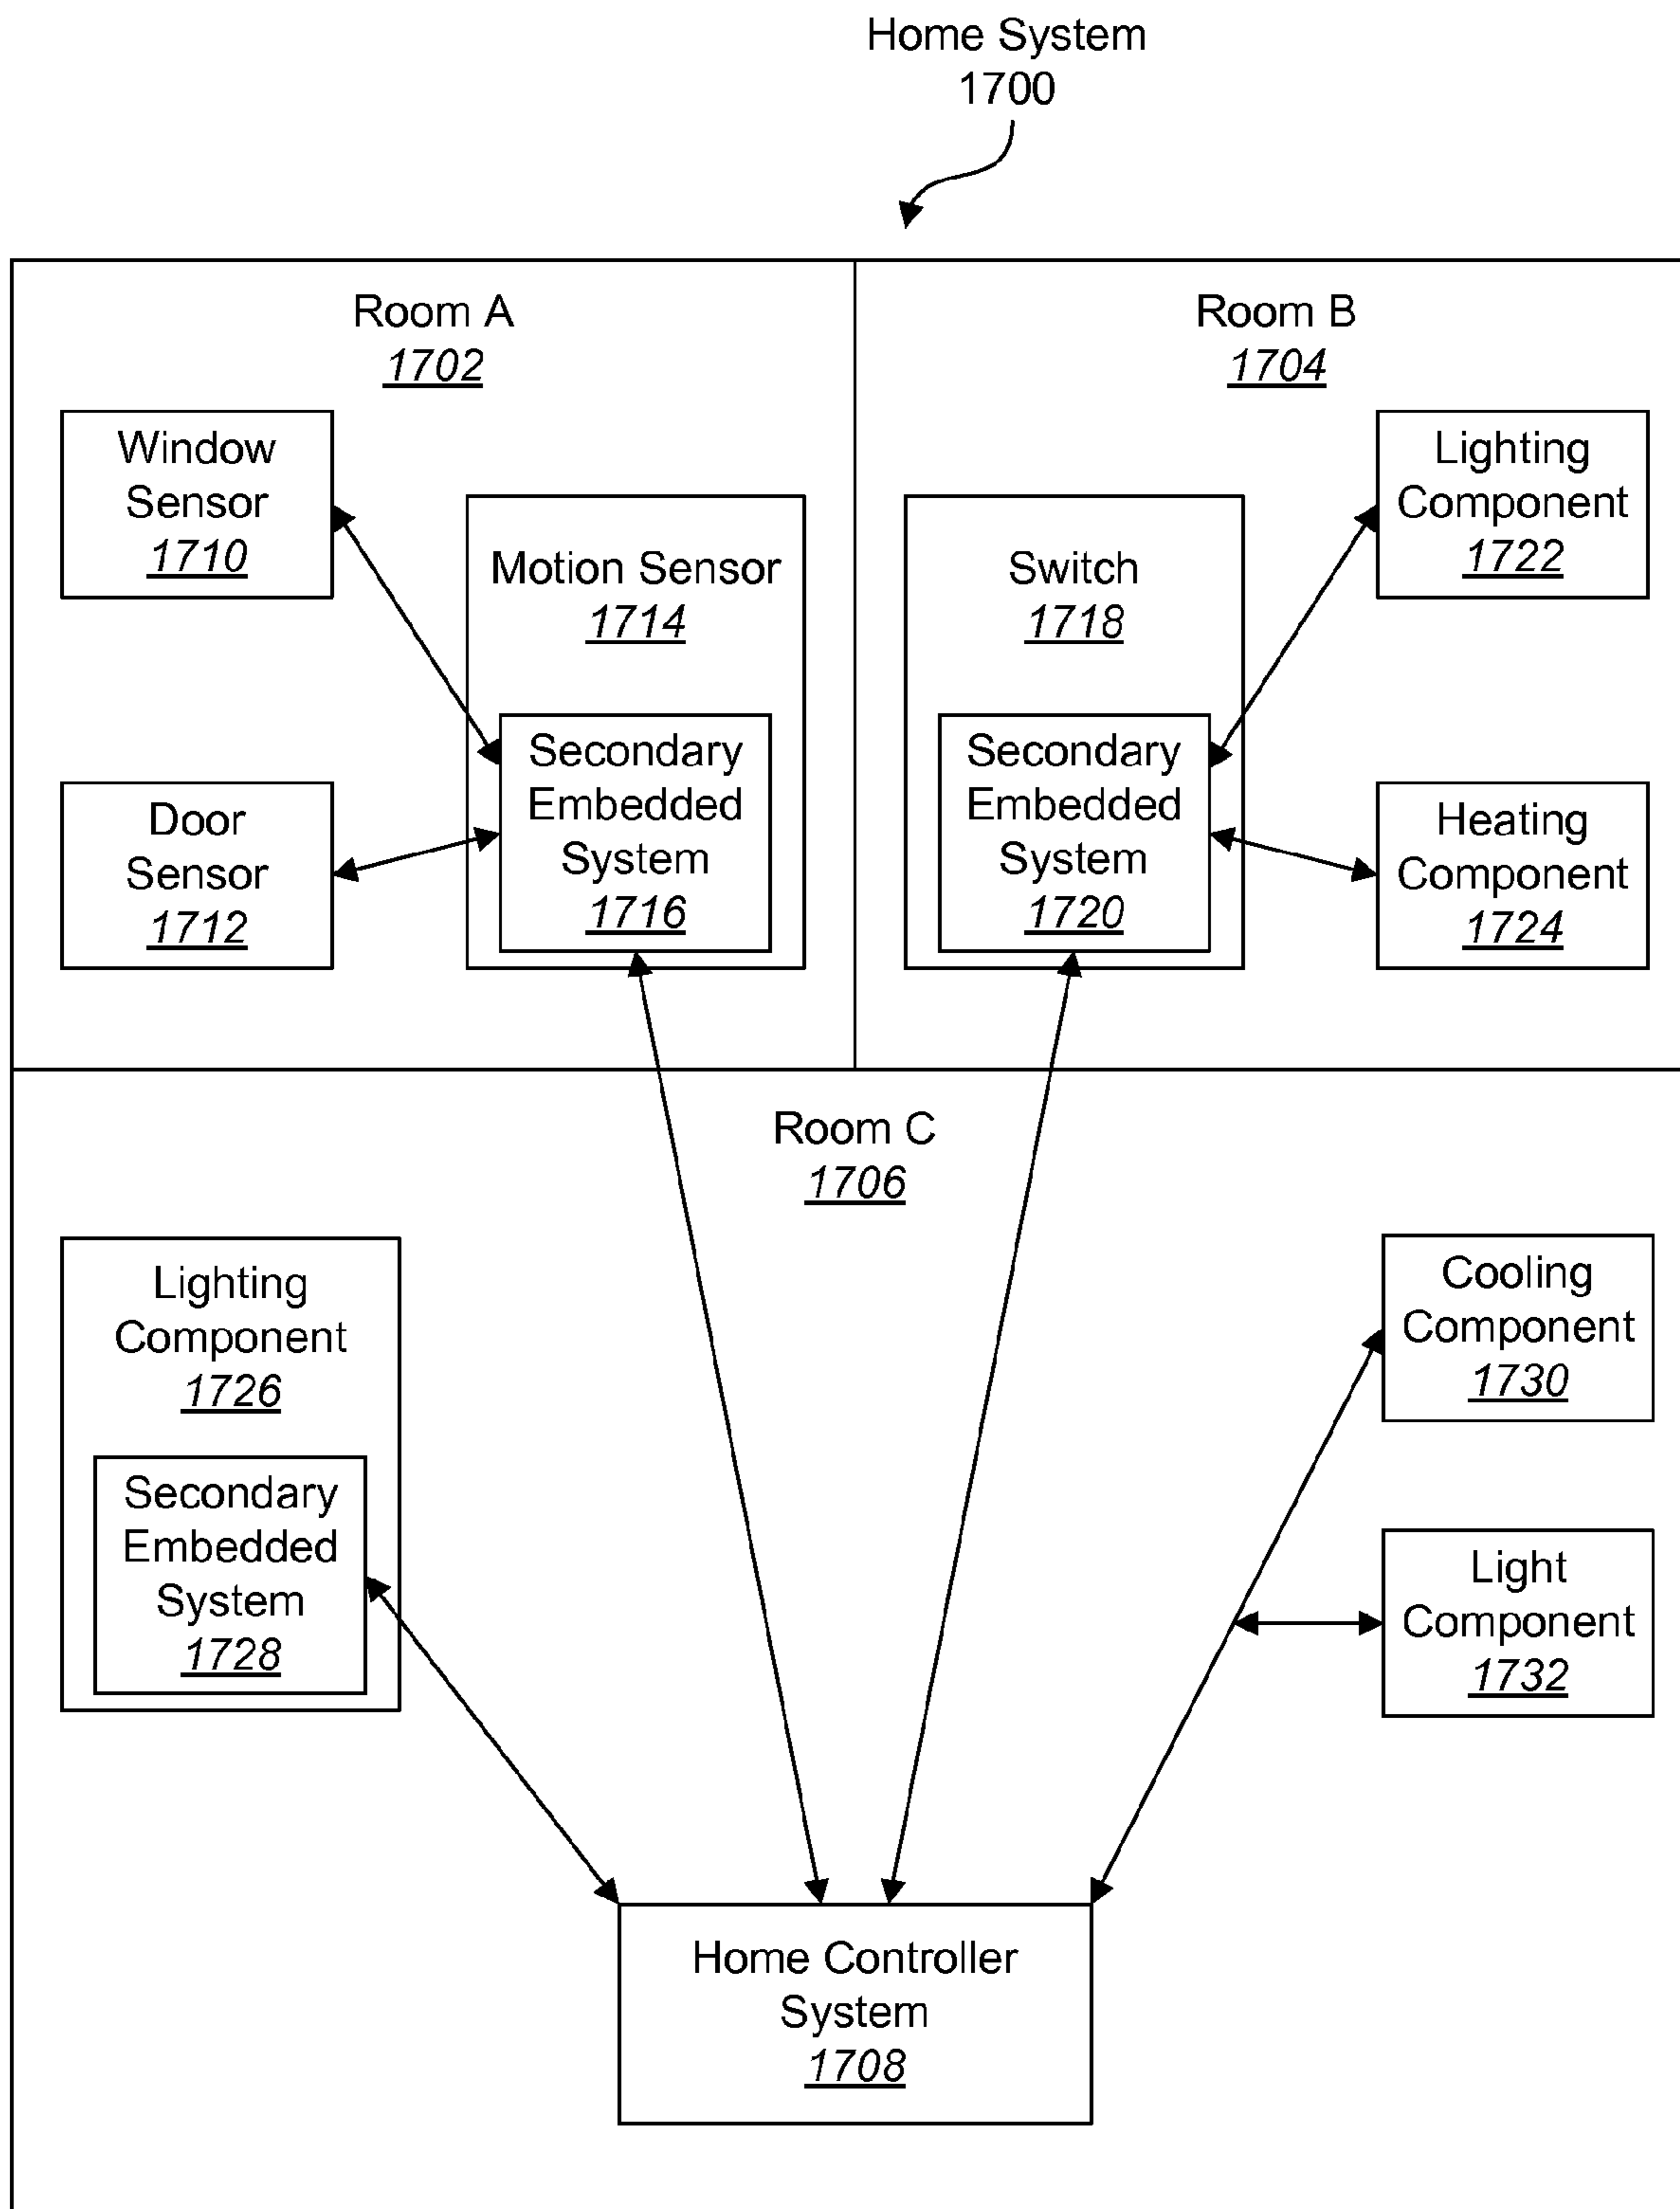 Home System
1700
Room A
1702
Room B
1704
Window
Sensor
1710
Motion Sensor
1714
Secondary
Embedded
System
1716
Door
Sensor
1712
Switch
1718
Secondary
Embedded
System
1720
Lighting
Component
1722
Heating
Component
1724
Room C
1706
Lighting
Component
1726
Secondary
Embedded
System
1728
Cooling
Component
1730
Light
Component
1732
Home Controller
System
1708